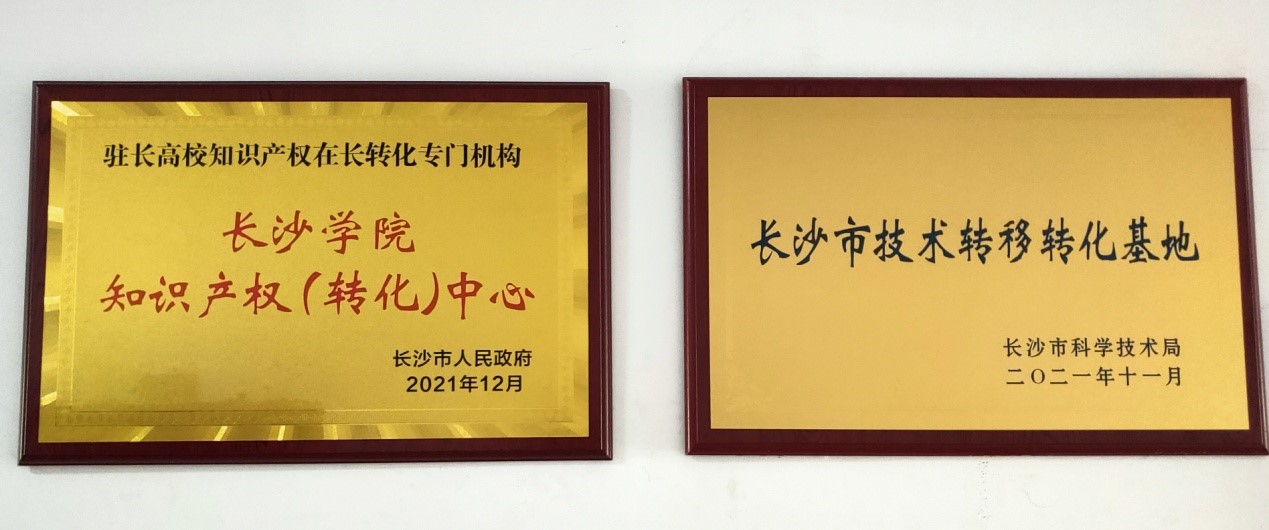 驻长高校知识产权在长转化专门机构
长沙学院
知识产权(转化)中心
长沙市人民政府
2021年12月
长沙市技术转移转化基地
长沙市科学技术局
二〇二一年十一月